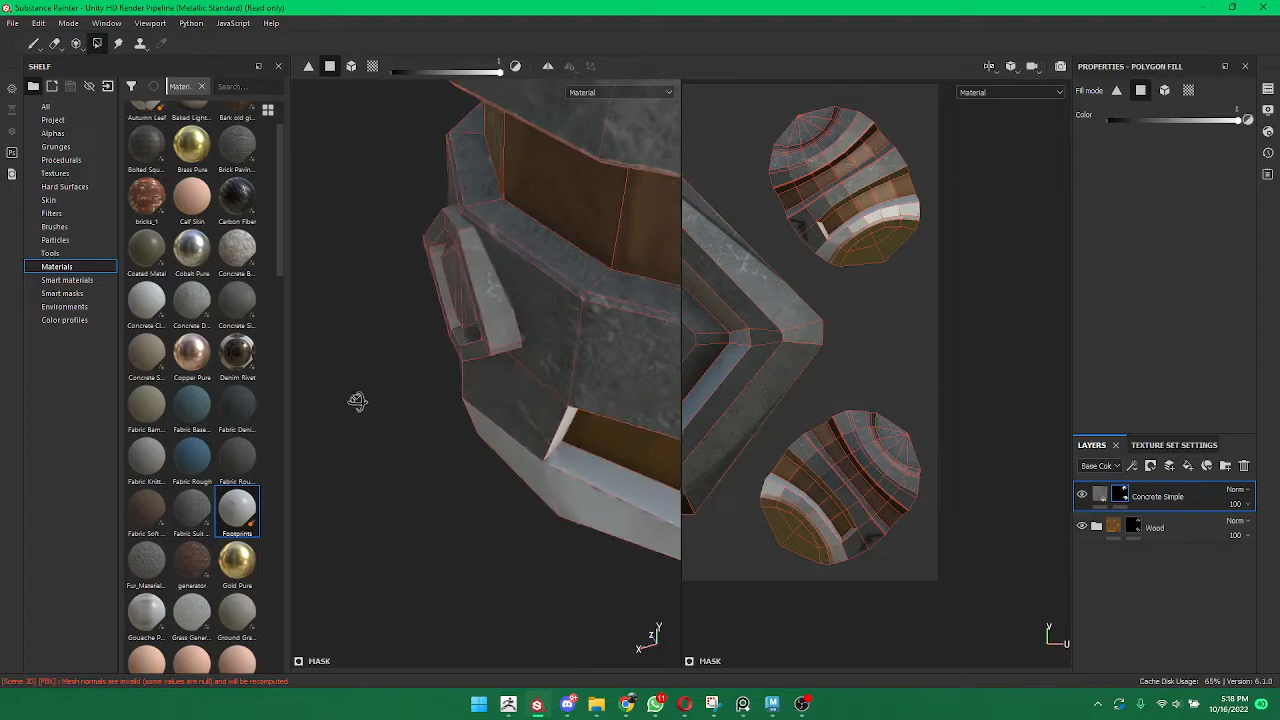 Substance Painter - Unity HD Render Pipeline (Metallic Standard) (Read only)
File Edit Mode Window Viewport Python JavaScript Help
SHELF
Materi...
Search...
All
Project
Alphas
Grunges
Procedurals
Textures
Hard Surfaces
Skin
Filters
Brushes
Particles
Tools
Materials
Smart materials
Smart masks
Environments
Color profiles
Autumn Leaf Baked Light... Bark old gi...
Bolted Squ... Brass Pure Brick Pavin...
bricks_1 Calf Skin Carbon Fiber
Coated Metal Cobalt Pure Concrete B...
Concrete Cl... Concrete D... Concrete Si...
Concrete S... Copper Pure Denim Rivet
Fabric Bam... Fabric Base... Fabric Deni...
Fabric Knitt... Fabric Rough Fabric Rou...
Fabric Soft ... Fabric Suit ... Footprints
Fur_Material... generator Gold Pure
Gouache P... Grass Gener... Ground Gra...
1
Material
Y
Z
X
MASK
Material
Y
U
MASK
PROPERTIES - POLYGON FILL
Fill mode
1
Color
LAYERS
TEXTURE SET SETTINGS
Base Col
Concrete Simple
Norm
100
Wood
Norm
100
[Scene 3D] [FBX] : Mesh normals are invalid (some values are null) and will be recomputed
Cache Disk Usage: 65% | Version: 6.1.0
11
5:18 PM
10/16/2022